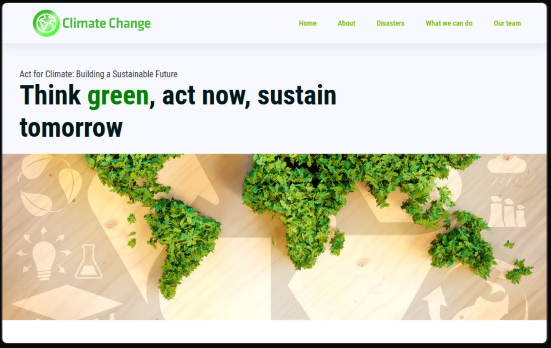 Climate Change
Home About Disasters What we can do Our team
Act for Climate: Building a Sustainable Future
Think green, act now, sustain
tomorrow